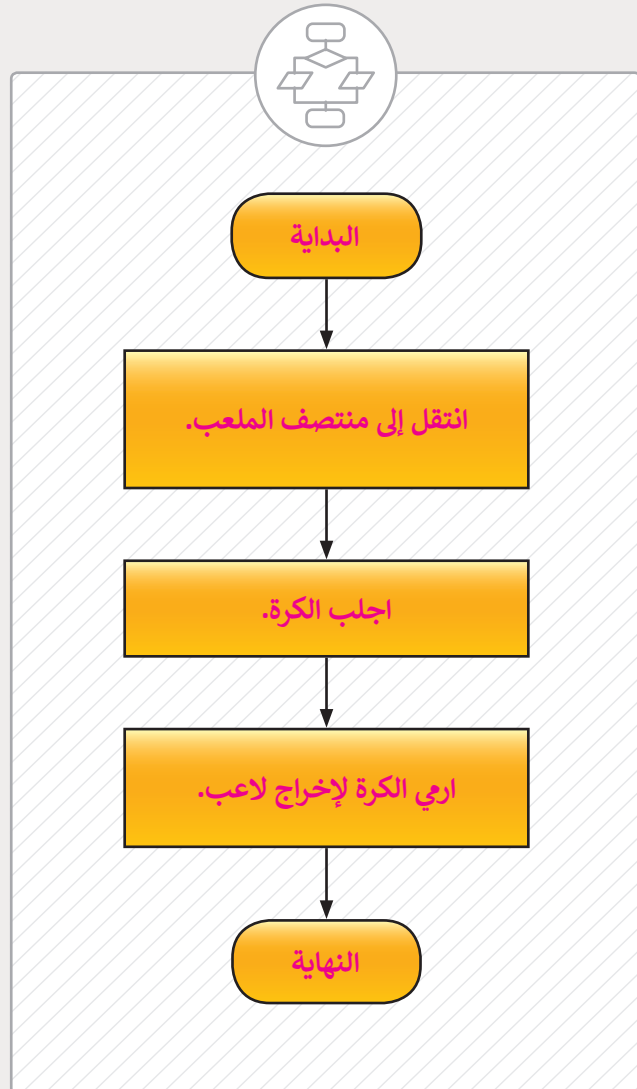 البداية
انتقل إلى منتصف الملعب.
اجلب الكرة.
ارمي الكرة لإخراج لاعب.
النهاية